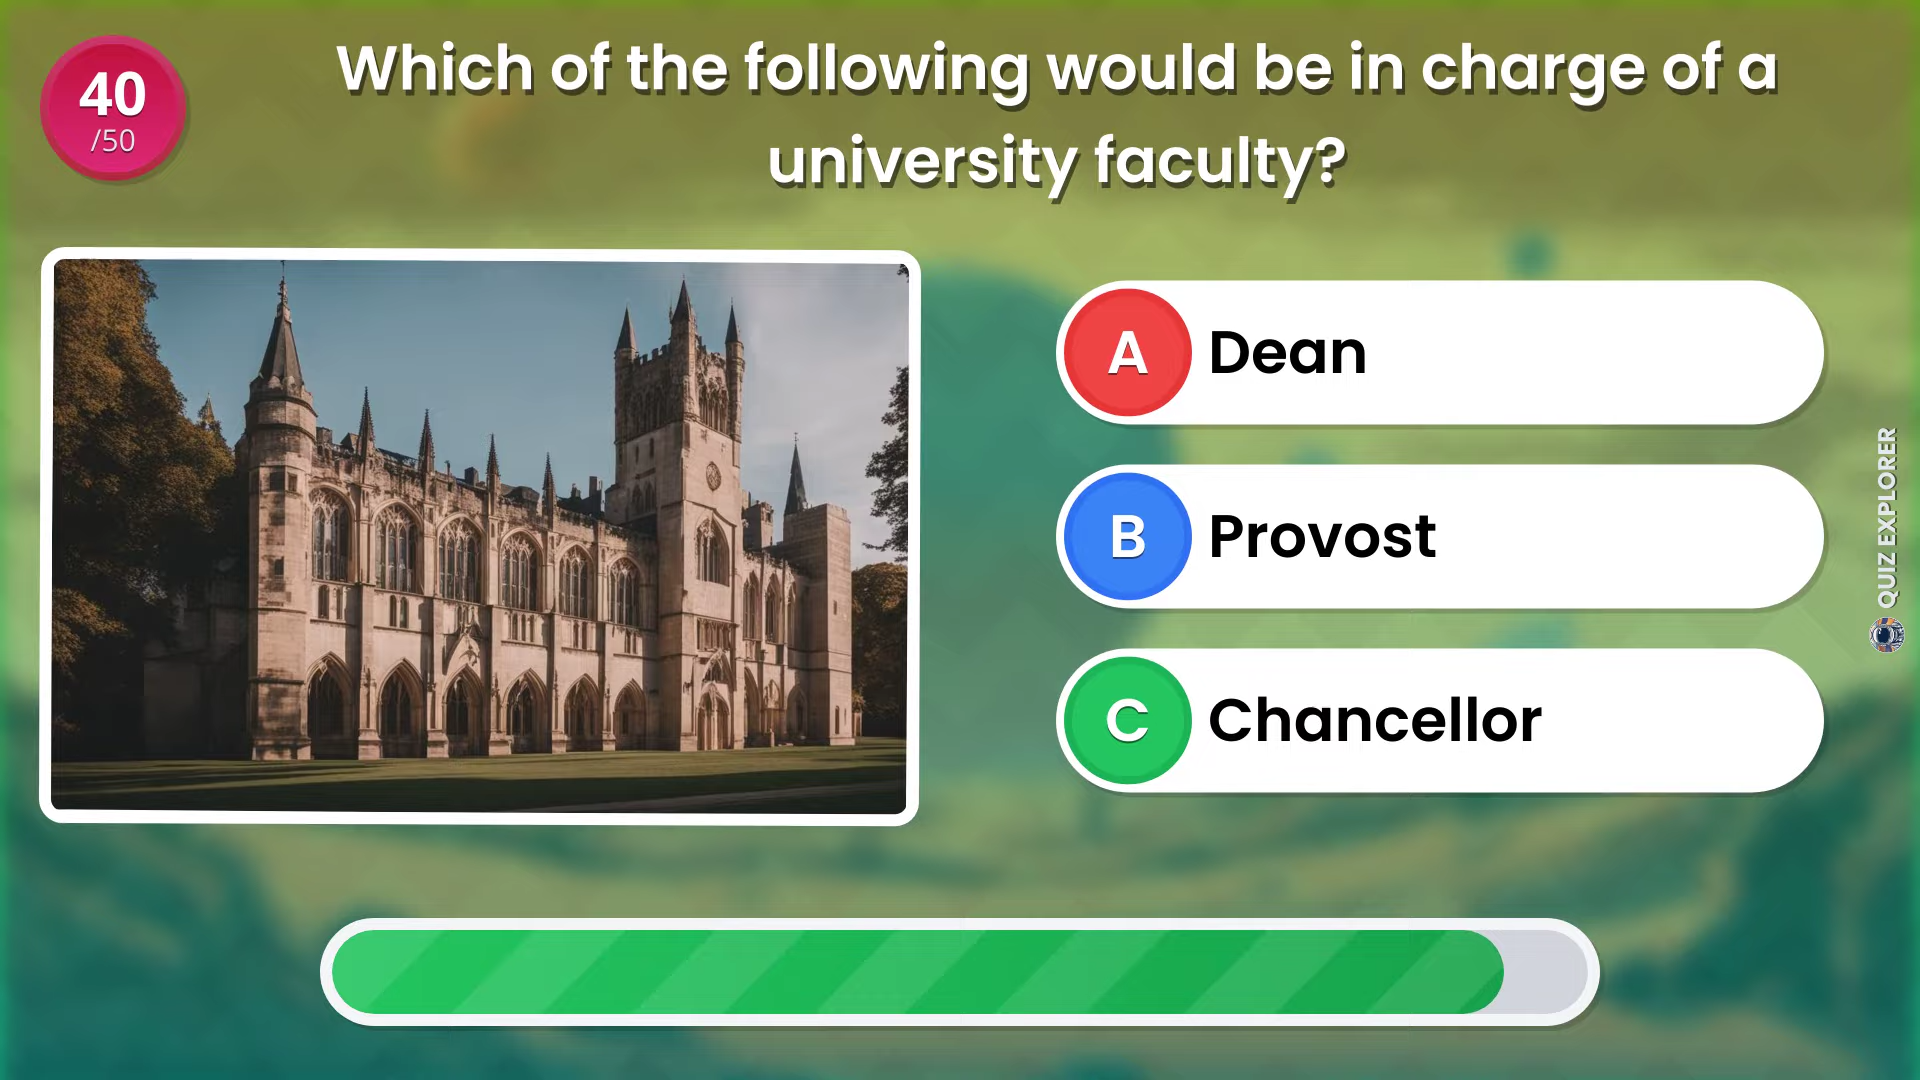 40
/50
Which of the following would be in charge of a
university faculty?
A Dean
B Provost
C Chancellor
QUIZ EXPLORER